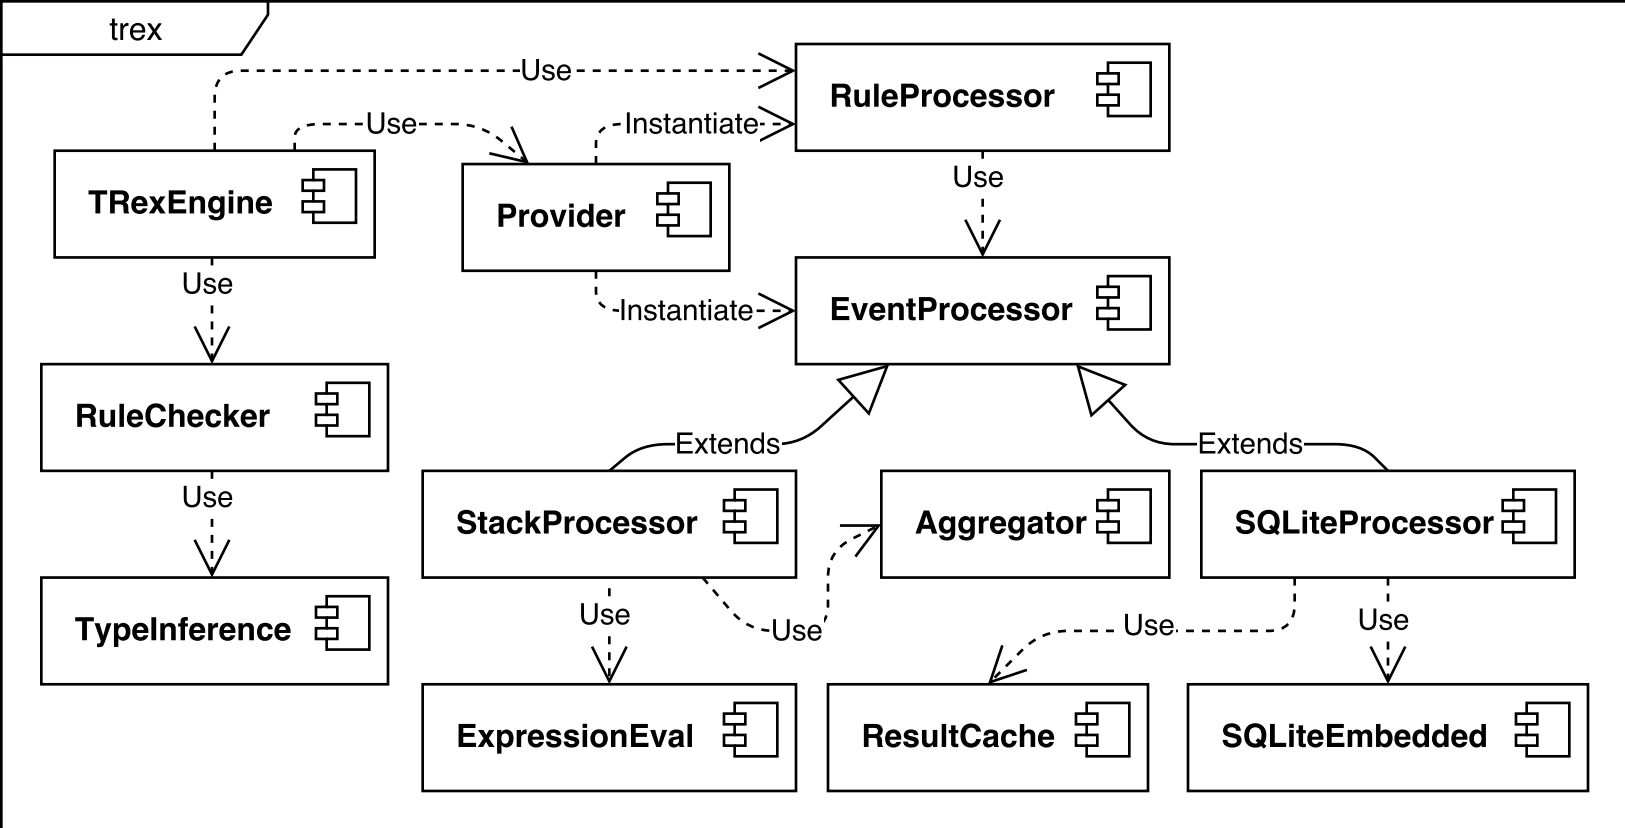 trex
Use
RuleProcessor
Use
Instantiate
TRexEngine
Provider
Use
Use
Instantiate
EventProcessor
RuleChecker
Extends
Extends
Use
StackProcessor
Aggregator
SQLiteProcessor
TypeInference
Use
Use
Use
Use
ExpressionEval
ResultCache
SQLiteEmbedded